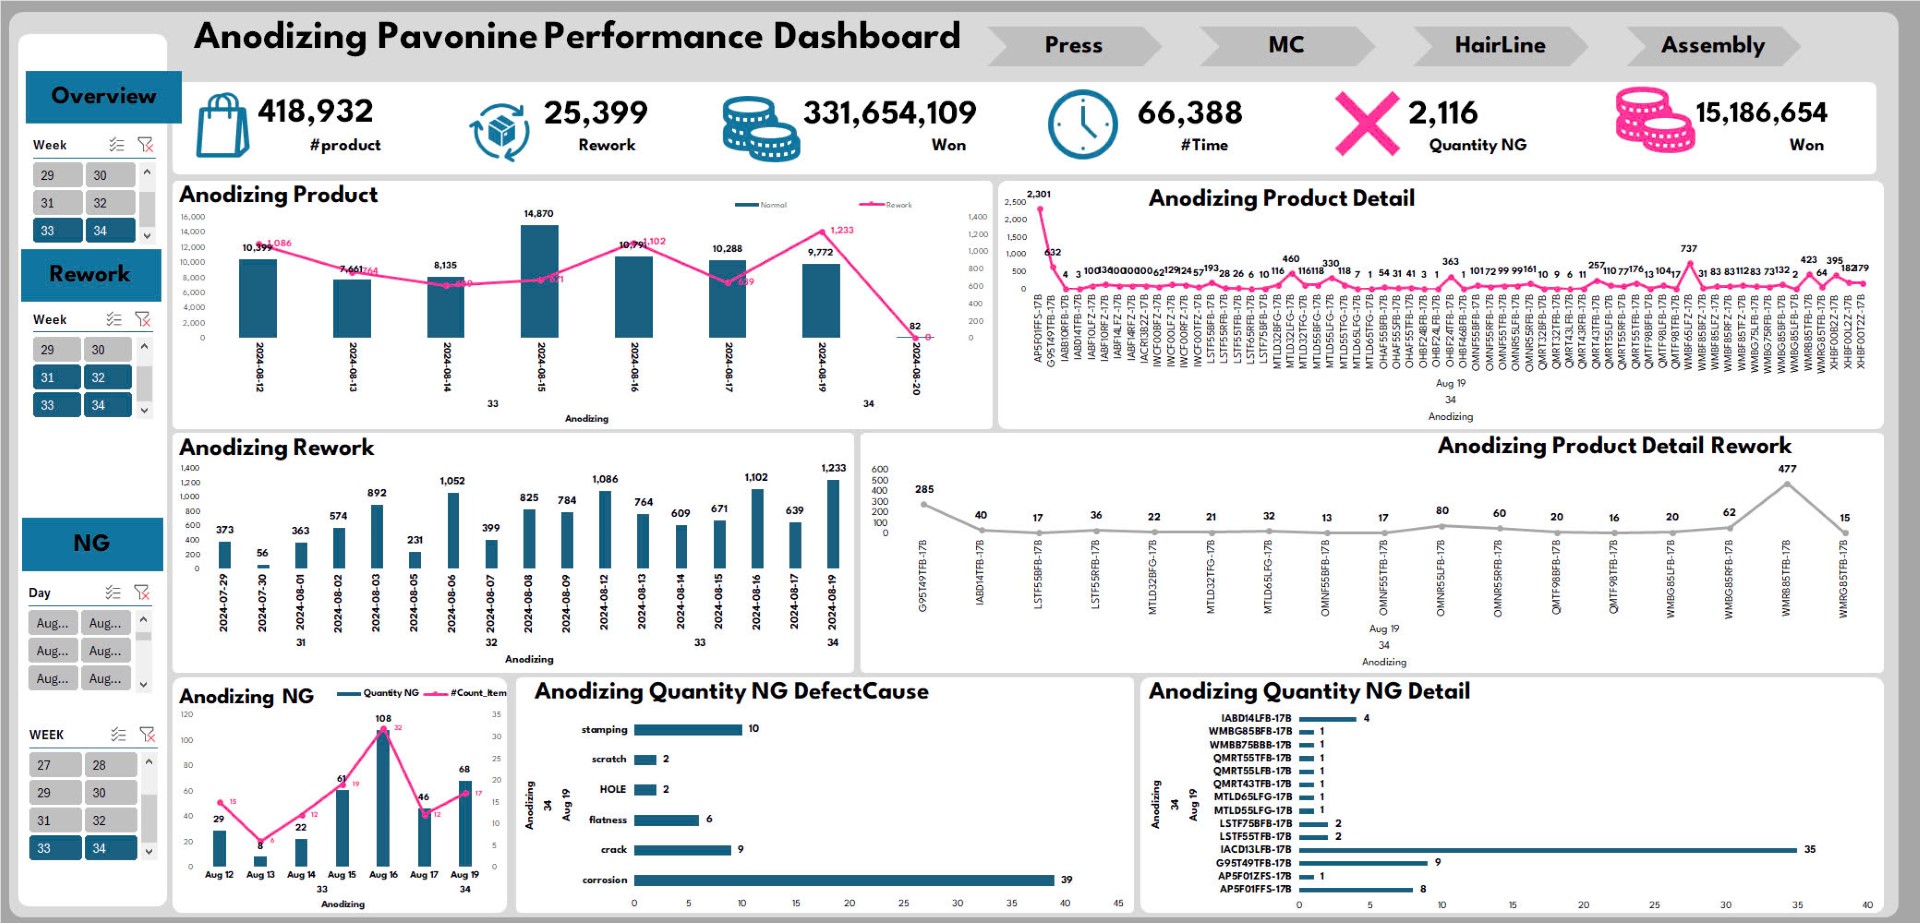 Anodizing Pavonine Performance Dashboard
Press
MC
HairLine
Assembly
Overview
418,932
#product
25,399
Rework
331,654,109
Won
66,388
#Time
2,116
Quantity NG
15,186,654
Won
Week
29 30
31 32
33 34
Rework
Week
29 30
31 32
33 34
NG
Day
Aug... Aug...
Aug... Aug...
Aug... Aug...
WEEK
27 28
29 30
31 32
33 34
Anodizing Product
Normal Rework
16,000
14,000
12,000
10,000
8,000
6,000
4,000
2,000
0
1,400
1,200
1,000
800
600
400
200
0
10,399 7,661 8,135 14,870 10,791 10,288 9,772 82
1,086 764 609 671 1,102 639 1,233 0
2024-08-12 2024-08-13 2024-08-14 2024-08-15 2024-08-16 2024-08-17 2024-08-19 2024-08-20
33 34
Anodizing
Anodizing Product Detail
2,500
2,000
1,500
1,000
500
0
2,301 632 4 3
460 330 363 257 737 423 64 395
Aug 19
34
Anodizing
Anodizing Rework
1,400
1,200
1,000
800
600
400
200
0
373 56 363 574 892 231 1,052 399 825 784 1,086 764 609 671 1,102 639 1,233
2024-07-29 2024-07-30 2024-08-01 2024-08-02 2024-08-03 2024-08-05 2024-08-06 2024-08-07 2024-08-08 2024-08-09 2024-08-12 2024-08-13 2024-08-14 2024-08-15 2024-08-16 2024-08-17 2024-08-19
31 32 33 34
Anodizing
Anodizing Product Detail Rework
600
500
400
300
200
100
0
285 40 17 36 22 21 32 13 17 80 60 20 16 20 62 477 15
G95T49TFB-17B IABD14TFB-17B LSTF55BFB-17B LSTF55RFB-17B MTLD32BFG-17B MTLD32TFG-17B MTLD65LFG-17B OMNF55BFB-17B OMNF55TFB-17B OMNR55LFB-17B OMNR55RFB-17B QMTF98BFB-17B QMTF98TFB-17B WMBG85LFB-17B WMBG85RFB-17B WMRB85TFB-17B WMRG85TFB-17B
Aug 19
34
Anodizing
Anodizing NG
Quantity NG #Count_Item
120
100
80
60
40
20
0
35
30
25
20
15
10
5
0
29 8 22 61 108 46 68
15 6 12 19 32 12 17
Aug 12 Aug 13 Aug 14 Aug 15 Aug 16 Aug 17 Aug 19
33 34
Anodizing
Anodizing Quantity NG DefectCause
Anodizing
34
Aug 19
stamping 10
scratch 2
HOLE 2
flatness 6
crack 9
corrosion 39
0 5 10 15 20 25 30 35 40 45
Anodizing Quantity NG Detail
Anodizing
34
Aug 19
IABD14LFB-17B 4
WMBG85BFB-17B 1
WMBB75BBB-17B 1
QMRT55TFB-17B 1
QMRT55LFB-17B 1
QMRT43TFB-17B 1
MTLD65LFG-17B 1
MTLD55LFG-17B 1
LSTF75BFB-17B 2
LSTF55TFB-17B 2
IACD13LFB-17B 35
G95T49TFB-17B 9
AP5F01ZFS-17B 1
AP5F01FFS-17B 8
0 5 10 15 20 25 30 35 40